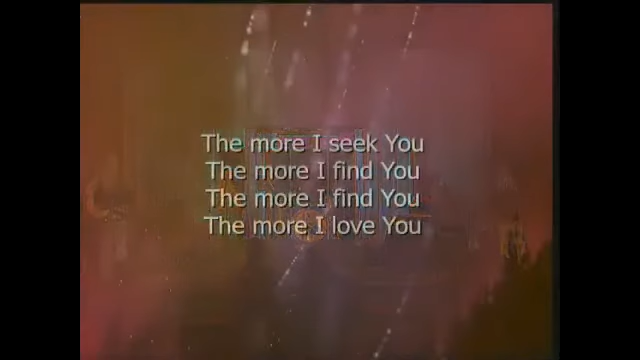 The more I seek You
The more I find You
The more I find You
The more I love You